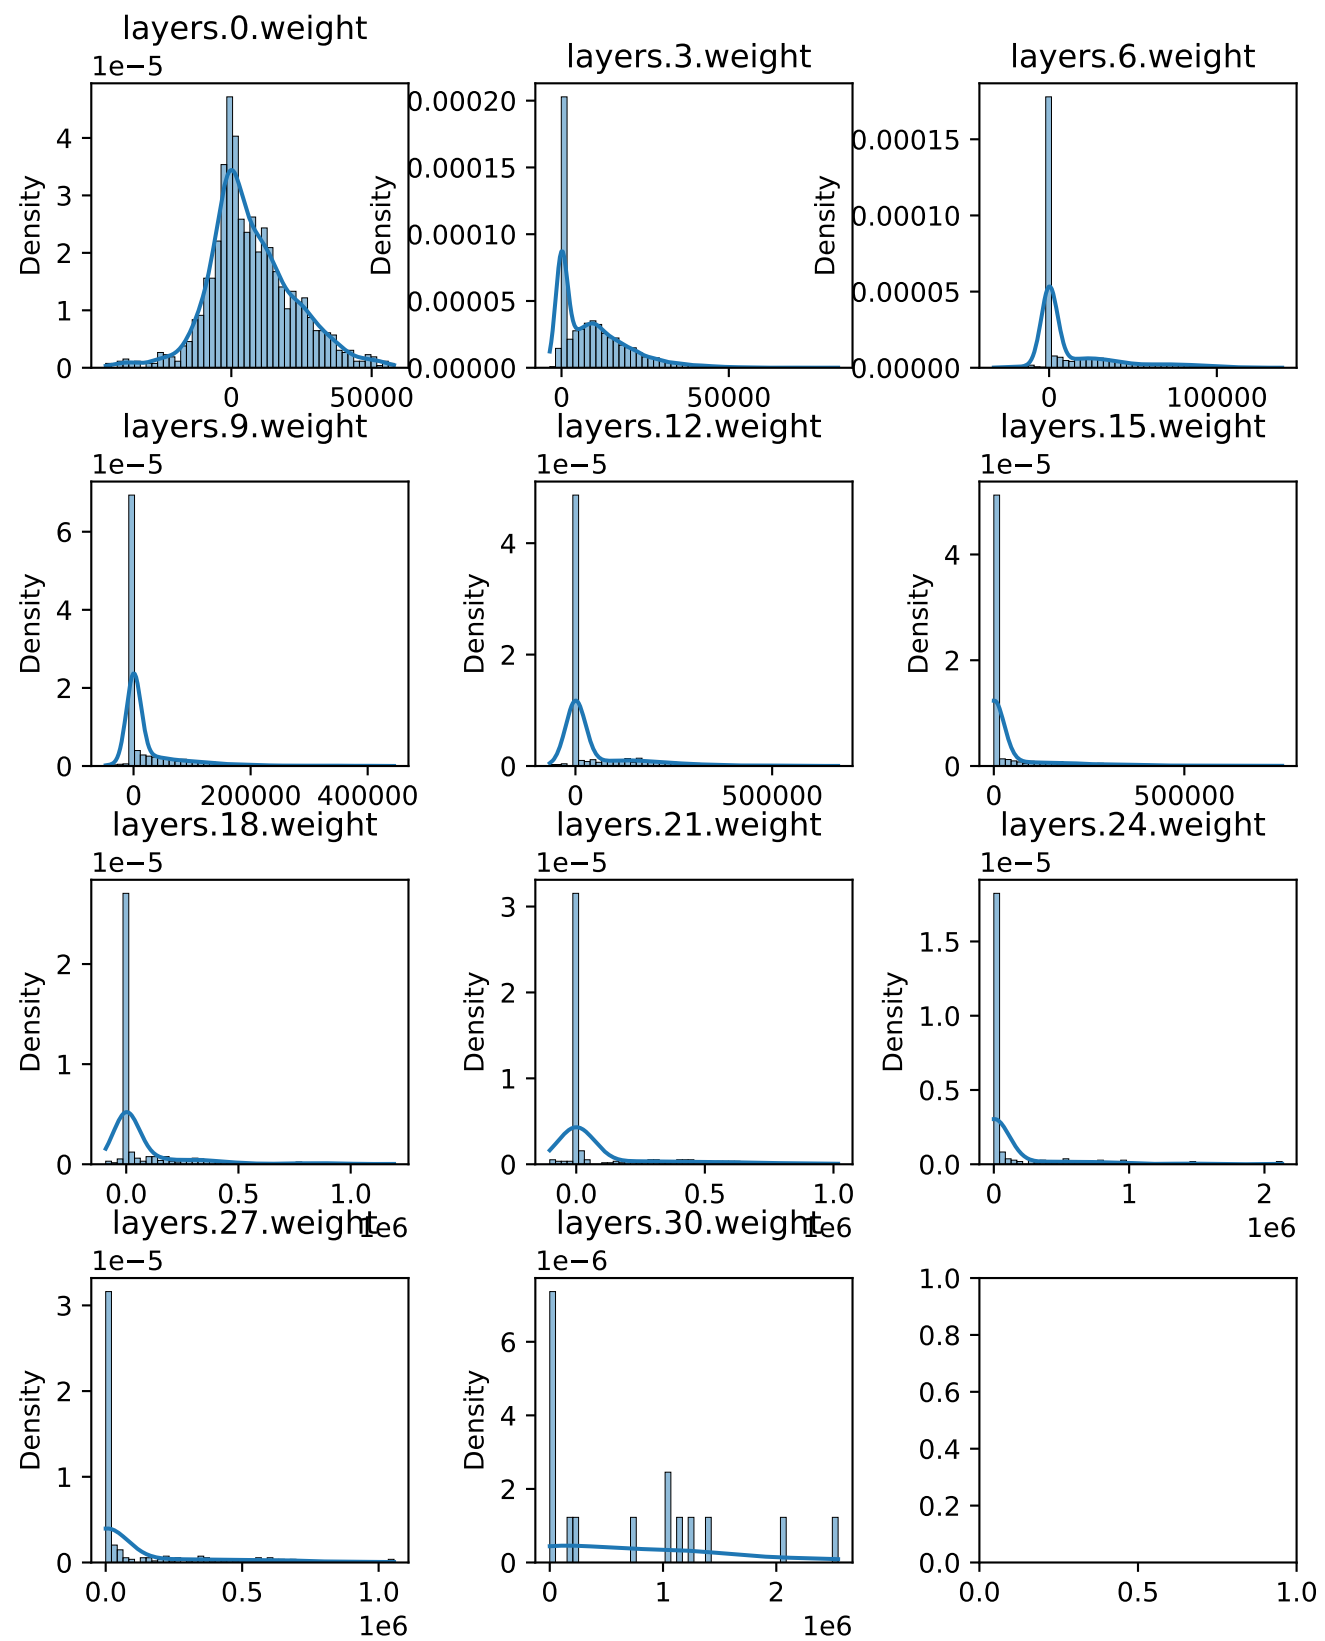 layers.0.weight
1e−5
Density
4
3
2
1
0
0 50000
layers.3.weight
Density
0.00020
0.00015
0.00010
0.00005
0.00000
0 50000
layers.6.weight
Density
0.00015
0.00010
0.00005
0.00000
0 100000
layers.9.weight
1e−5
Density
6
4
2
0
0 200000 400000
layers.12.weight
1e−5
Density
4
2
0
0 500000
layers.15.weight
1e−5
Density
4
2
0
0 500000
layers.18.weight
1e−5
Density
2
1
0
0.0 0.5 1.0
1e6
layers.21.weight
1e−5
Density
3
2
1
0
0.0 0.5 1.0
1e6
layers.24.weight
1e−5
Density
1.5
1.0
0.5
0.0
0 1 2
1e6
layers.27.weight
1e−5
Density
3
2
1
0
0.0 0.5 1.0
1e6
layers.30.weight
1e−6
Density
6
4
2
0
0 1 2
1e6
1.0
0.8
0.6
0.4
0.2
0.0
0.0 0.5 1.0